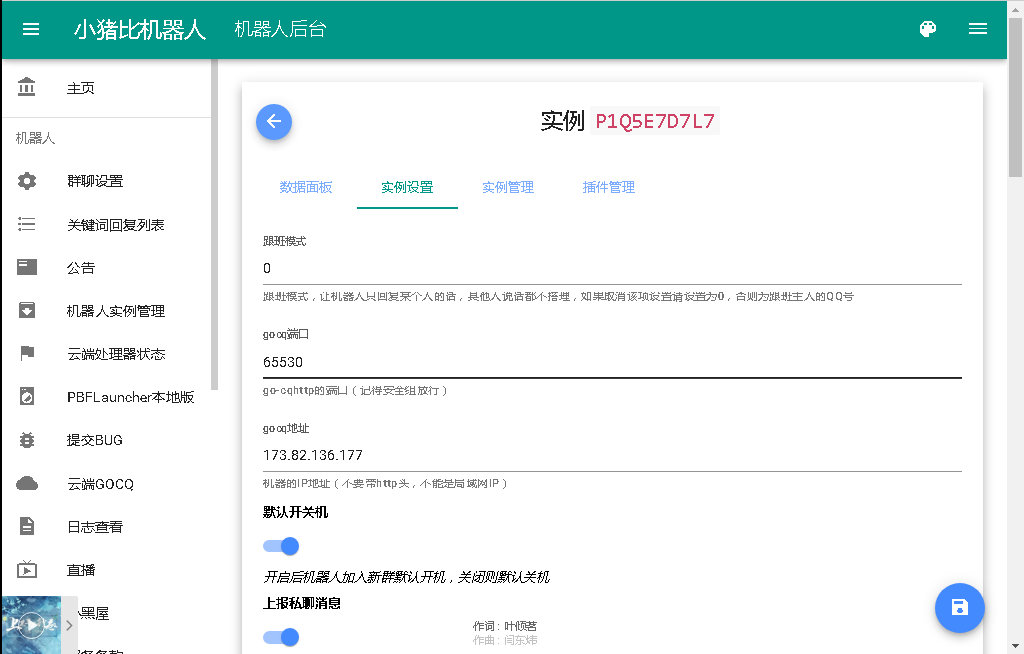 小猪比机器人 机器人后台
主页
机器人
群聊设置
关键词回复列表
公告
机器人实例管理
云端处理器状态
PBFLauncher本地版
提交BUG
云端GOCQ
日志查看
直播
小黑屋
实例 P1Q5E7D7L7
数据面板 实例设置 实例管理 插件管理
跟班模式
0
跟班模式，让机器人只回复某个人的话，其他人说话都不搭理，如果取消该项设置请设置为0，否则为跟班主人的QQ号
gocq端口
65530
go-cqhttp的端口（记得安全组放行）
gocq地址
173.82.136.177
机器的IP地址（不要带http头，不能是局域网IP）
默认开关机
开启后机器人加入新群默认开机，关闭则默认关机
上报私聊消息
作词 : 叶倾茗
作曲 : 闫东炜